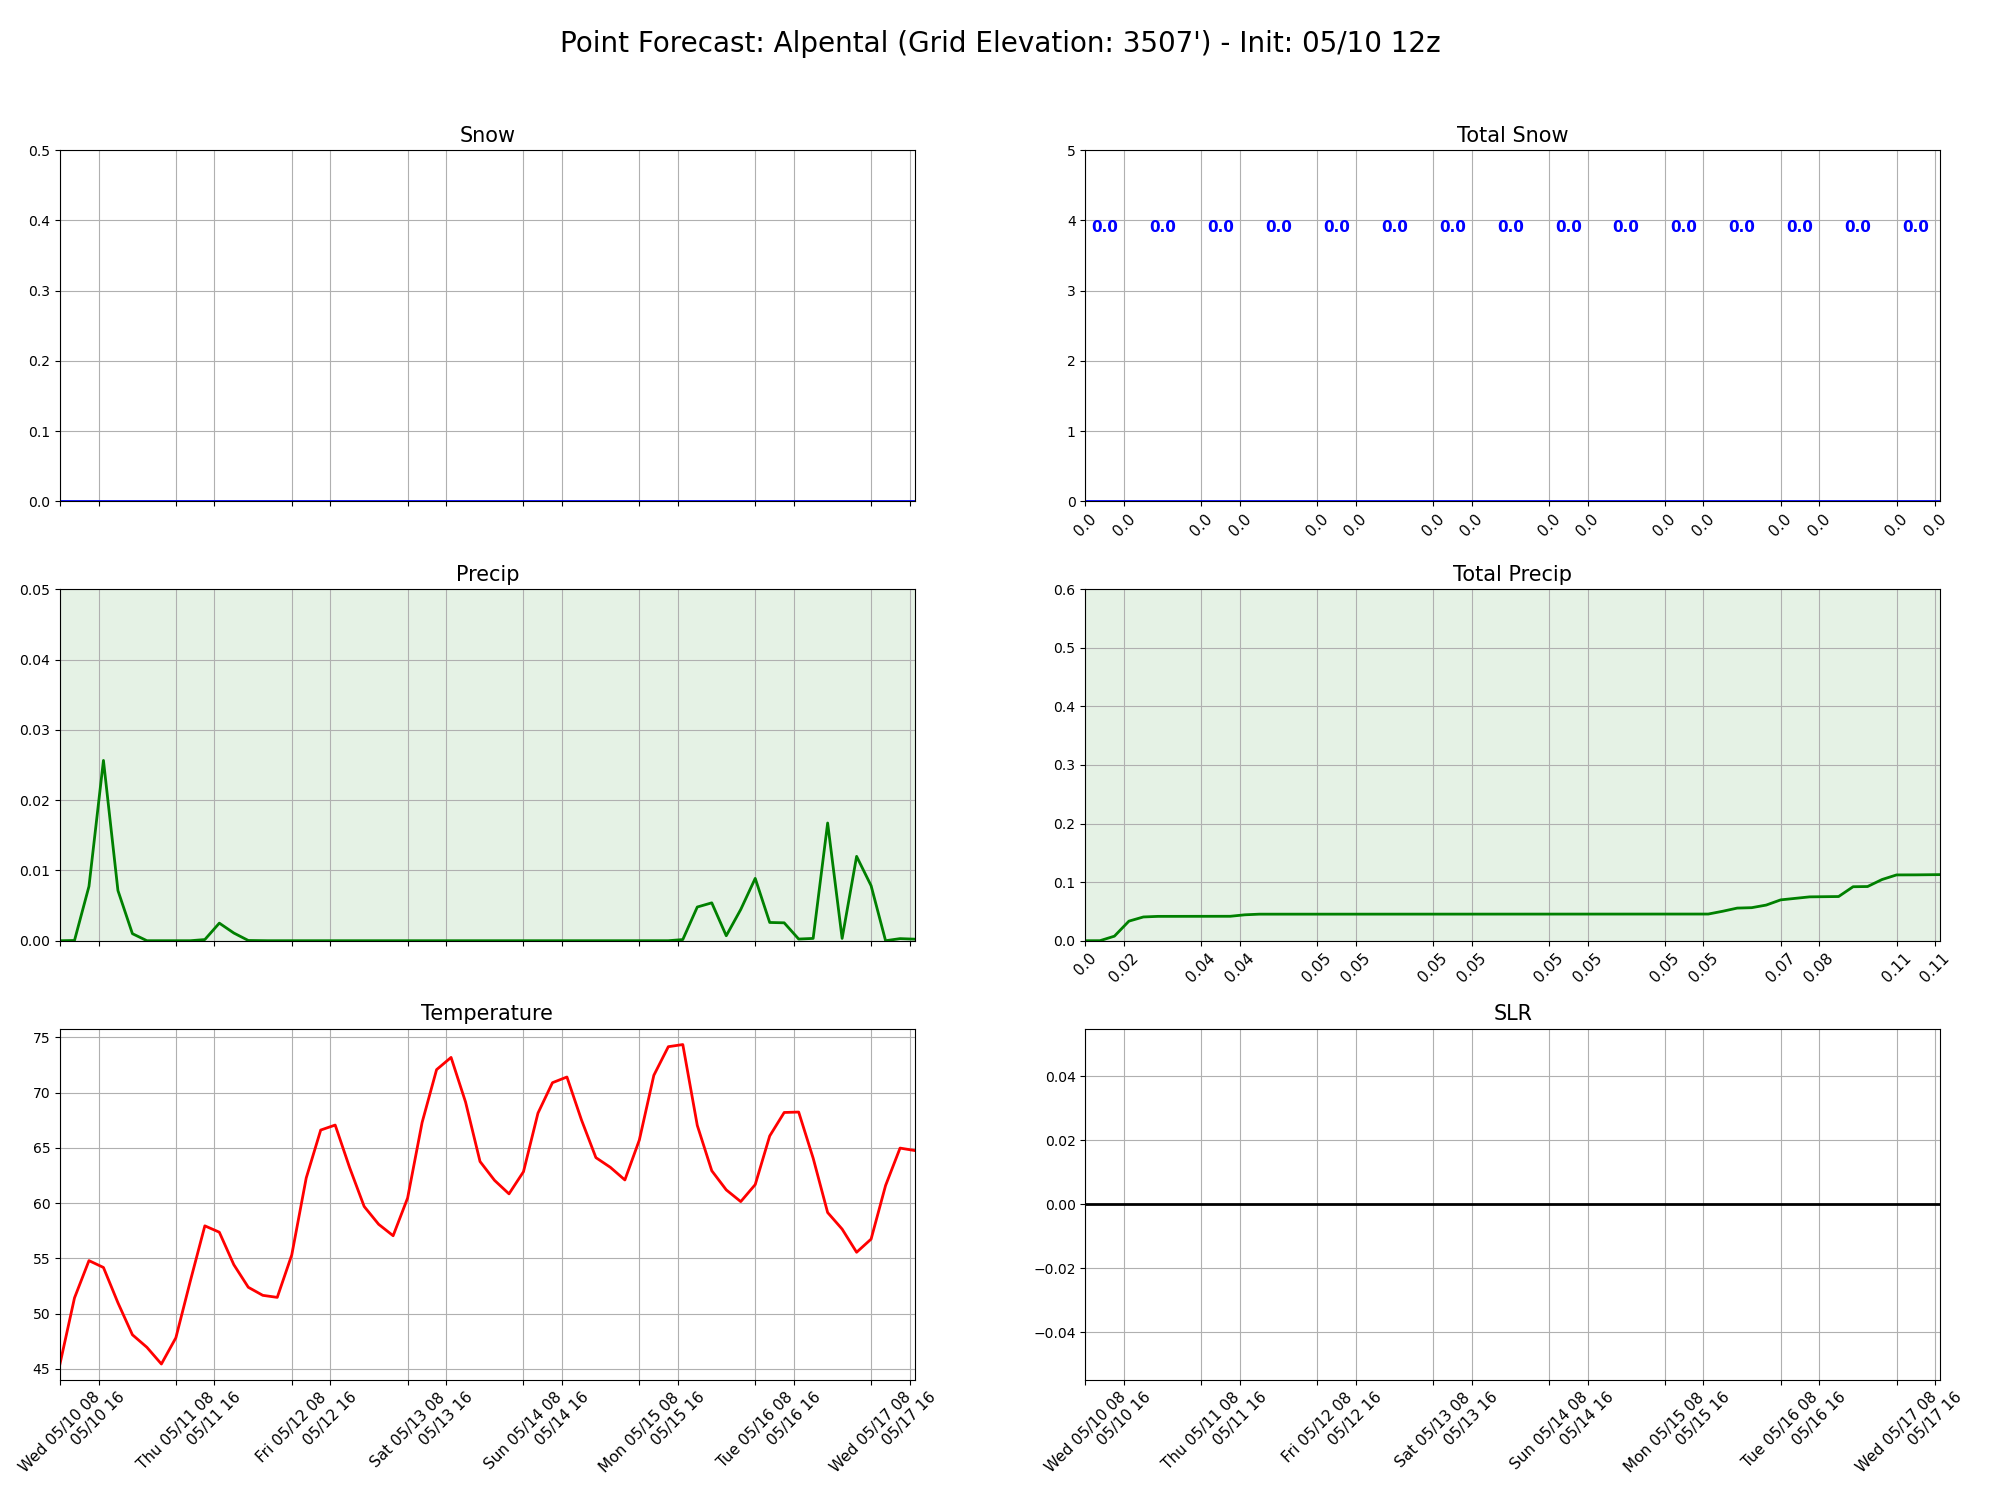 Point Forecast: Alpental (Grid Elevation: 3507') - Init: 05/10 12z
Snow
0.5
0.4
0.3
0.2
0.1
0.0
Total Snow
5
4
3
2
1
0
0.0 0.0 0.0 0.0 0.0 0.0 0.0 0.0 0.0 0.0 0.0 0.0 0.0 0.0 0.0
0.0 0.0 0.0 0.0 0.0 0.0 0.0 0.0 0.0 0.0 0.0 0.0 0.0 0.0 0.0 0.0
Precip
0.05
0.04
0.03
0.02
0.01
0.00
Total Precip
0.6
0.5
0.4
0.3
0.2
0.1
0.0
0.0 0.02 0.04 0.04 0.05 0.05 0.05 0.05 0.05 0.05 0.05 0.05 0.07 0.08 0.11 0.11
Temperature
75
70
65
60
55
50
45
Wed 05/10 08
05/10 16
Thu 05/11 08
05/11 16
Fri 05/12 08
05/12 16
Sat 05/13 08
05/13 16
Sun 05/14 08
05/14 16
Mon 05/15 08
05/15 16
Tue 05/16 08
05/16 16
Wed 05/17 08
05/17 16
SLR
0.04
0.02
0.00
−0.02
−0.04
Wed 05/10 08
05/10 16
Thu 05/11 08
05/11 16
Fri 05/12 08
05/12 16
Sat 05/13 08
05/13 16
Sun 05/14 08
05/14 16
Mon 05/15 08
05/15 16
Tue 05/16 08
05/16 16
Wed 05/17 08
05/17 16